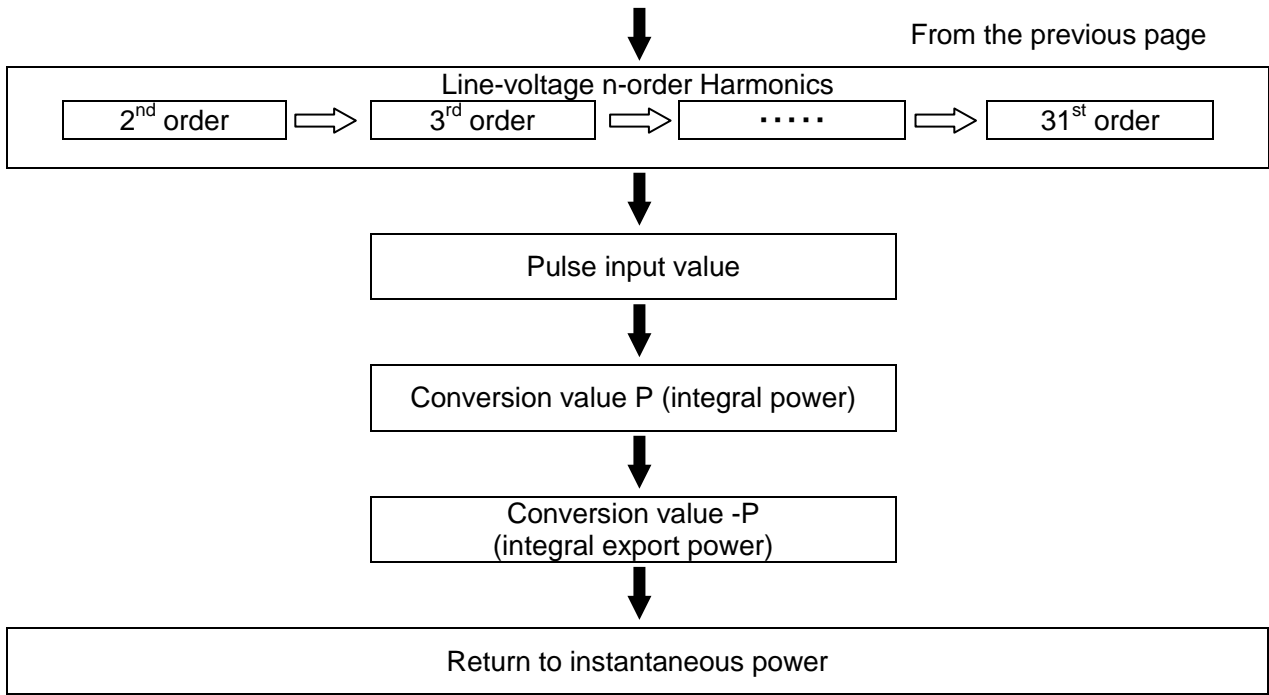 From the previous page
Line-voltage n-order Harmonics
2nd order
3rd order
·····
31st order
Pulse input value
Conversion value P (integral power)
Conversion value -P
(integral export power)
Return to instantaneous power